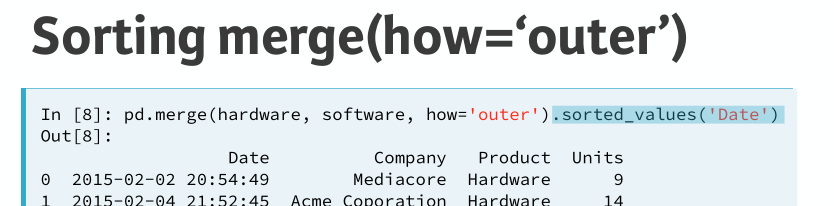 Sorting merge(how=‘outer’)
In [8]: pd.merge(hardware, software, how='outer').sorted_values('Date')
Out[8]:
Date Company Product Units
0 2015-02-02 20:54:49 Mediacore Hardware 9
1 2015-02-04 21:52:45 Acme Coporation Hardware 14